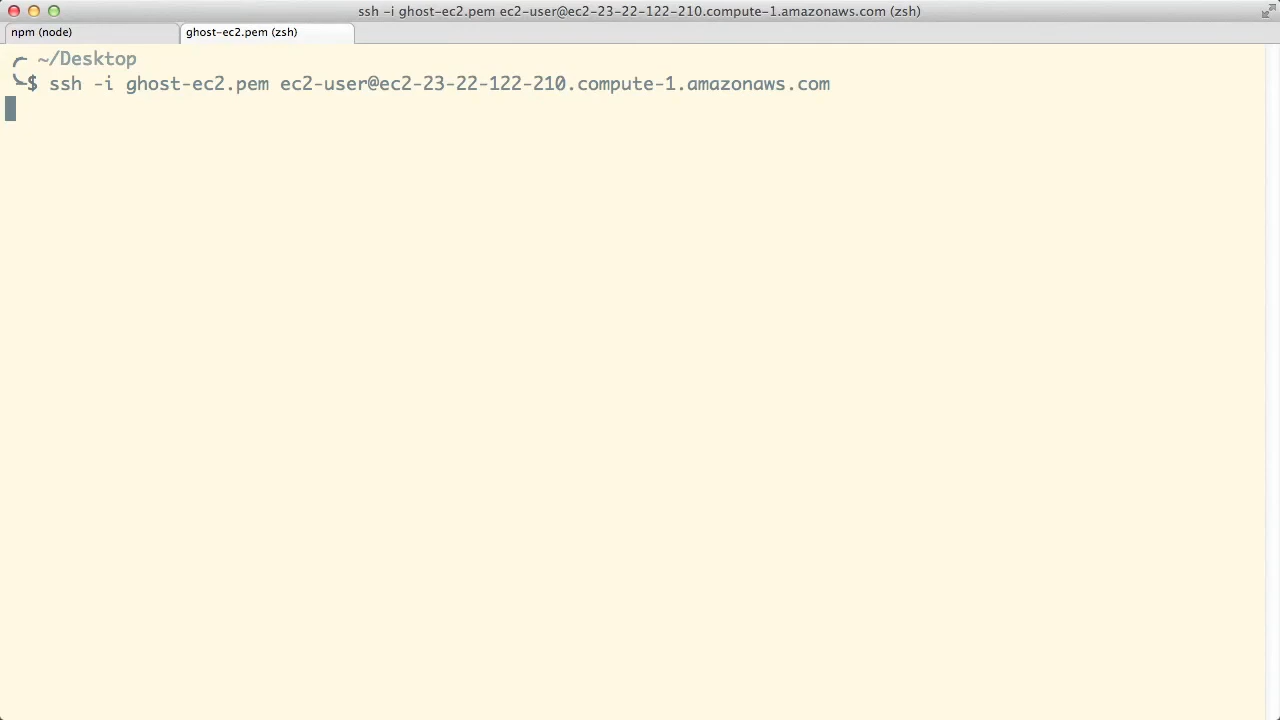 ssh -i ghost-ec2.pem ec2-user@ec2-23-22-122-210.compute-1.amazonaws.com (zsh)
npm (node)
ghost-ec2.pem (zsh)
~/Desktop
$ ssh -i ghost-ec2.pem ec2-user@ec2-23-22-122-210.compute-1.amazonaws.com